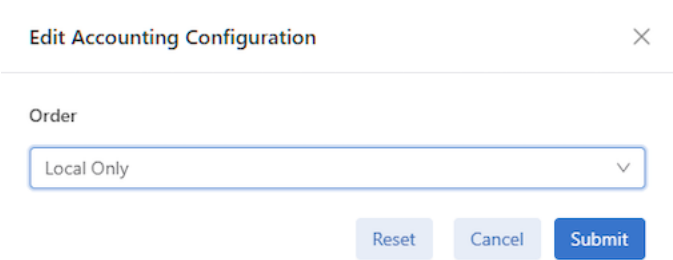 Edit Accounting Configuration
Order
Local Only
Reset Cancel Submit